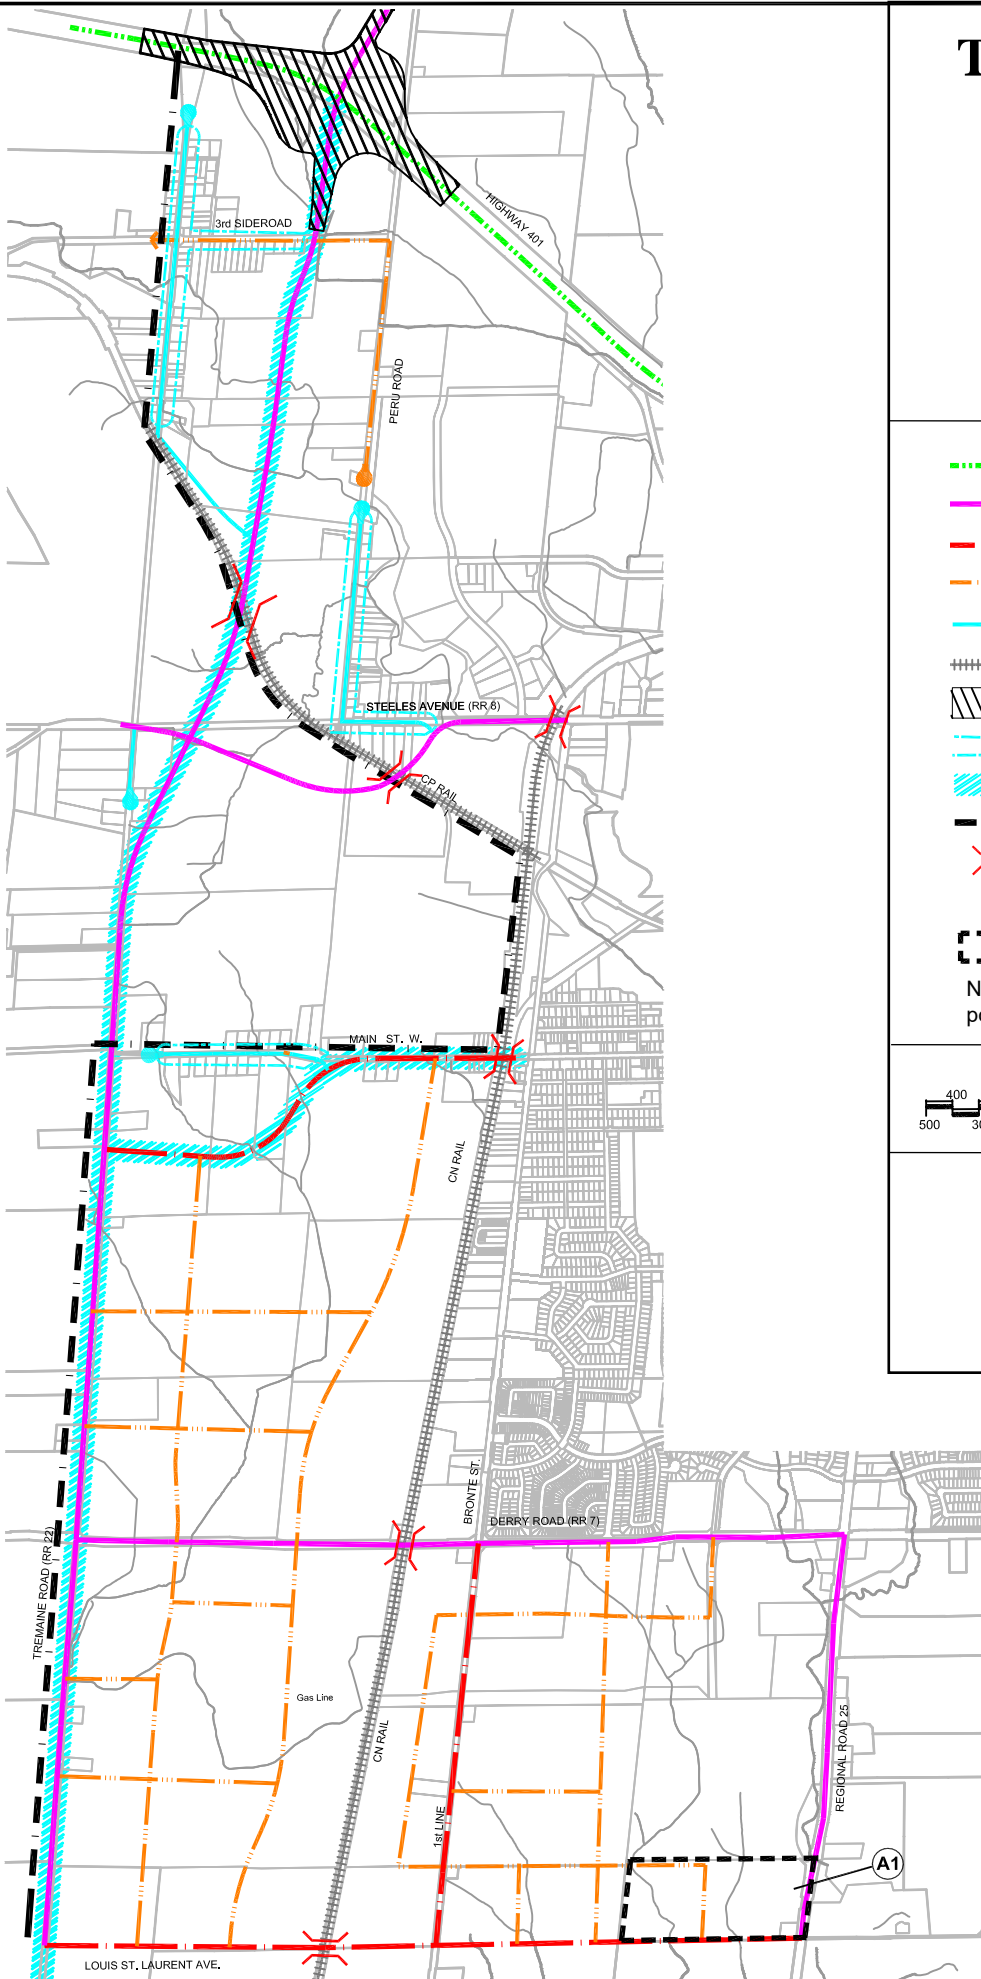 T
HIGHWAY 401
3rd SIDEROAD
PERU ROAD
STEELES AVENUE (RR 8)
CP RAIL
N
po
MAIN ST. W.
400
500
30
CN RAIL
BRONTE ST.
DERRY ROAD (RR 7)
TREMAINE ROAD (RR 22)
Gas Line
CN RAIL
REGIONAL ROAD 25
1st LINE
A1
LOUIS ST. LAURENT AVE.